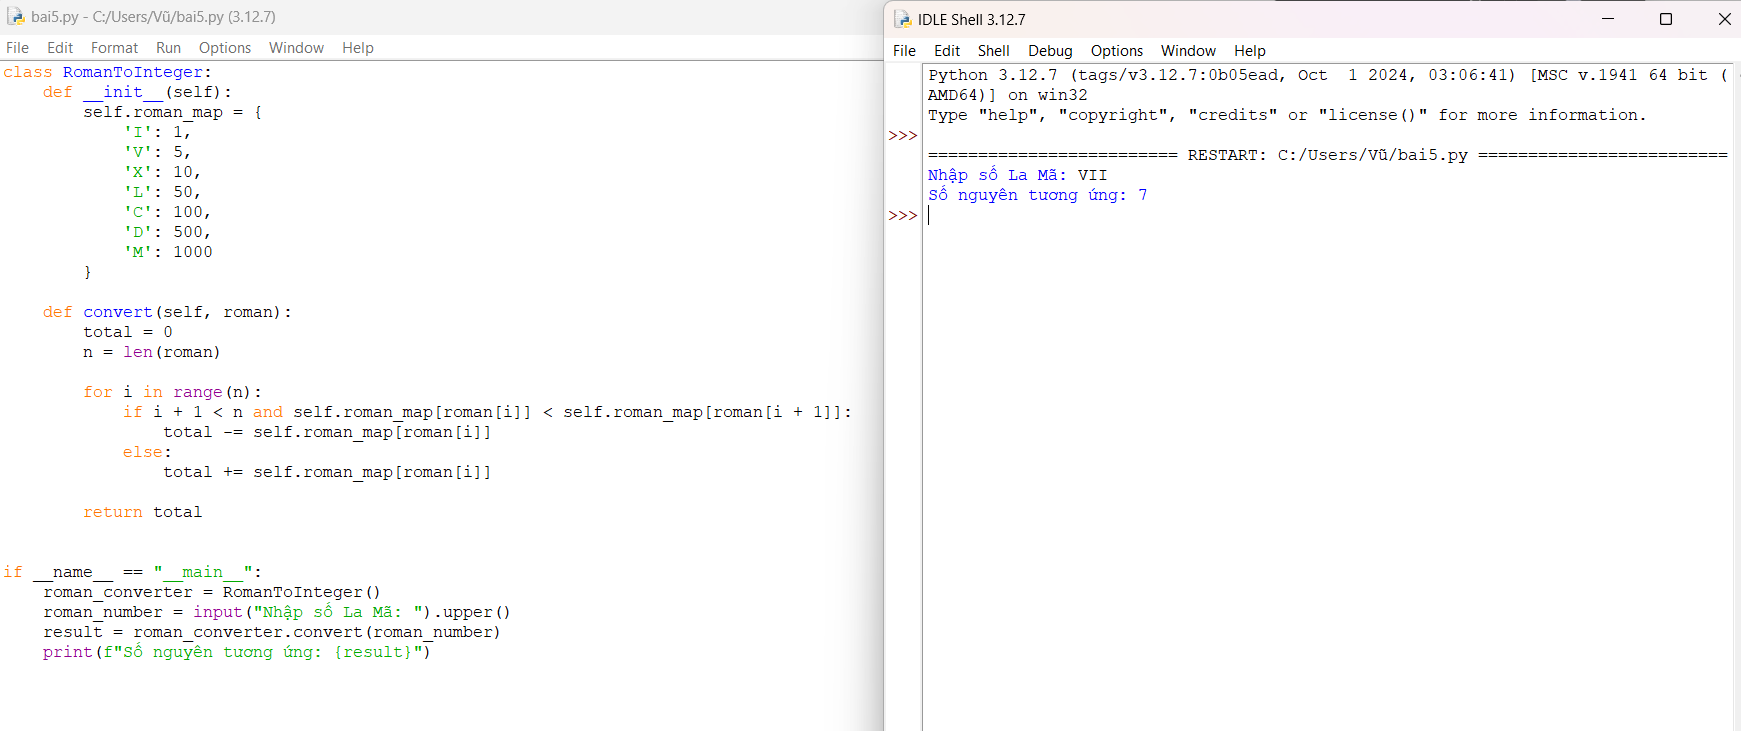 bai5.py - C:/Users/Vũ/bai5.py (3.12.7)
File Edit Format Run Options Window Help
class RomanToInteger:
    def __init__(self):
        self.roman_map = {
            'I': 1,
            'V': 5,
            'X': 10,
            'L': 50,
            'C': 100,
            'D': 500,
            'M': 1000
        }

    def convert(self, roman):
        total = 0
        n = len(roman)

        for i in range(n):
            if i + 1 < n and self.roman_map[roman[i]] < self.roman_map[roman[i + 1]]:
                total -= self.roman_map[roman[i]]
            else:
                total += self.roman_map[roman[i]]

        return total


if __name__ == "__main__":
    roman_converter = RomanToInteger()
    roman_number = input("Nhập số La Mã: ").upper()
    result = roman_converter.convert(roman_number)
    print(f"Số nguyên tương ứng: {result}")
IDLE Shell 3.12.7
File Edit Shell Debug Options Window Help
Python 3.12.7 (tags/v3.12.7:0b05ead, Oct  1 2024, 03:06:41) [MSC v.1941 64 bit (
AMD64)] on win32
Type "help", "copyright", "credits" or "license()" for more information.
>>>
========================= RESTART: C:/Users/Vũ/bai5.py =========================
Nhập số La Mã: VII
Số nguyên tương ứng: 7
>>>